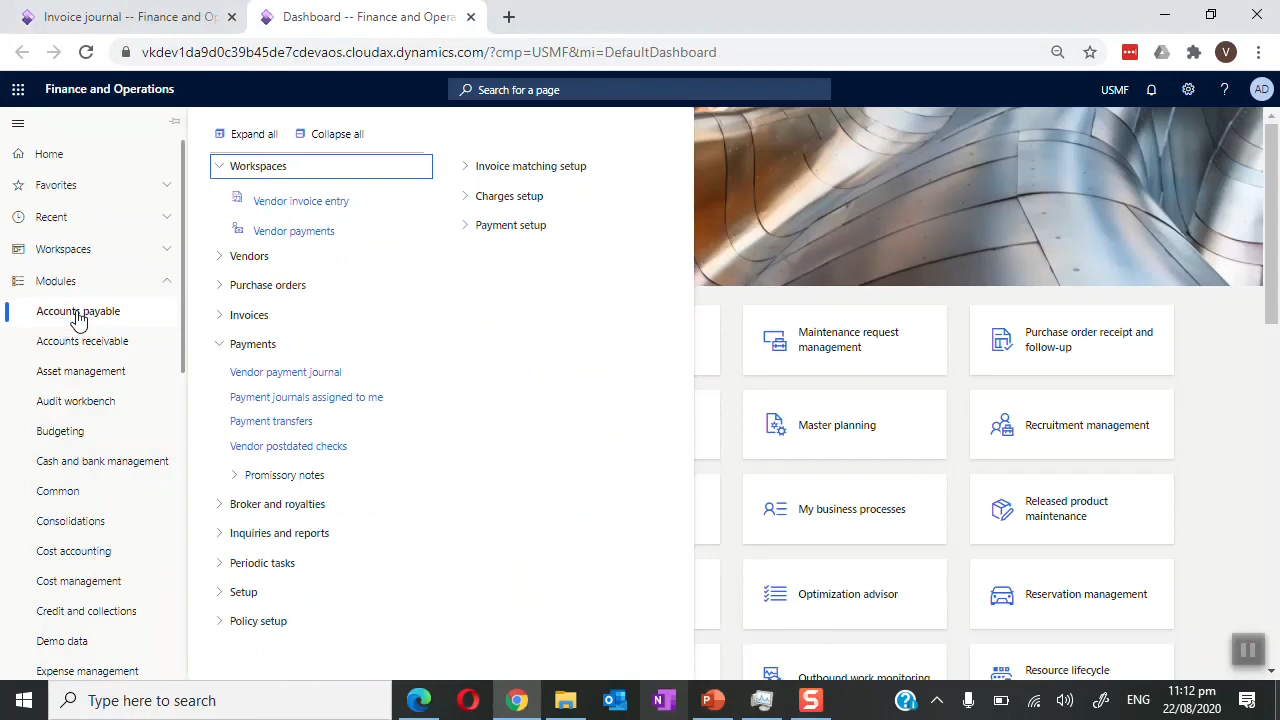 Invoice journal -- Finance and Op
Dashboard -- Finance and Opera
vkdev1da9d0c39b45de7cdevaos.cloudax.dynamics.com/?cmp=USMF&mi=DefaultDashboard
V
Finance and Operations
Search for a page
USMF
?
AD
Home
Favorites
Recent
Workspaces
Modules
Accounts payable
Accounts receivable
Asset management
Audit workbench
Budgeting
Cash and bank management
Common
Consolidations
Cost accounting
Cost management
Credit and collections
Demo data
Expense management
Expand all
Collapse all
Workspaces
Vendor invoice entry
Vendor payments
Vendors
Purchase orders
Invoices
Payments
Vendor payment journal
Payment journals assigned to me
Payment transfers
Vendor postdated checks
Promissory notes
Broker and royalties
Inquiries and reports
Periodic tasks
Setup
Policy setup
Invoice matching setup
Charges setup
Payment setup
Maintenance request
management
Purchase order receipt and
follow-up
Master planning
Recruitment management
My business processes
Released product
maintenance
Optimization advisor
Reservation management
Outbound work monitoring
Resource lifecycle
Type here to search
ENG
11:12 pm
22/08/2020